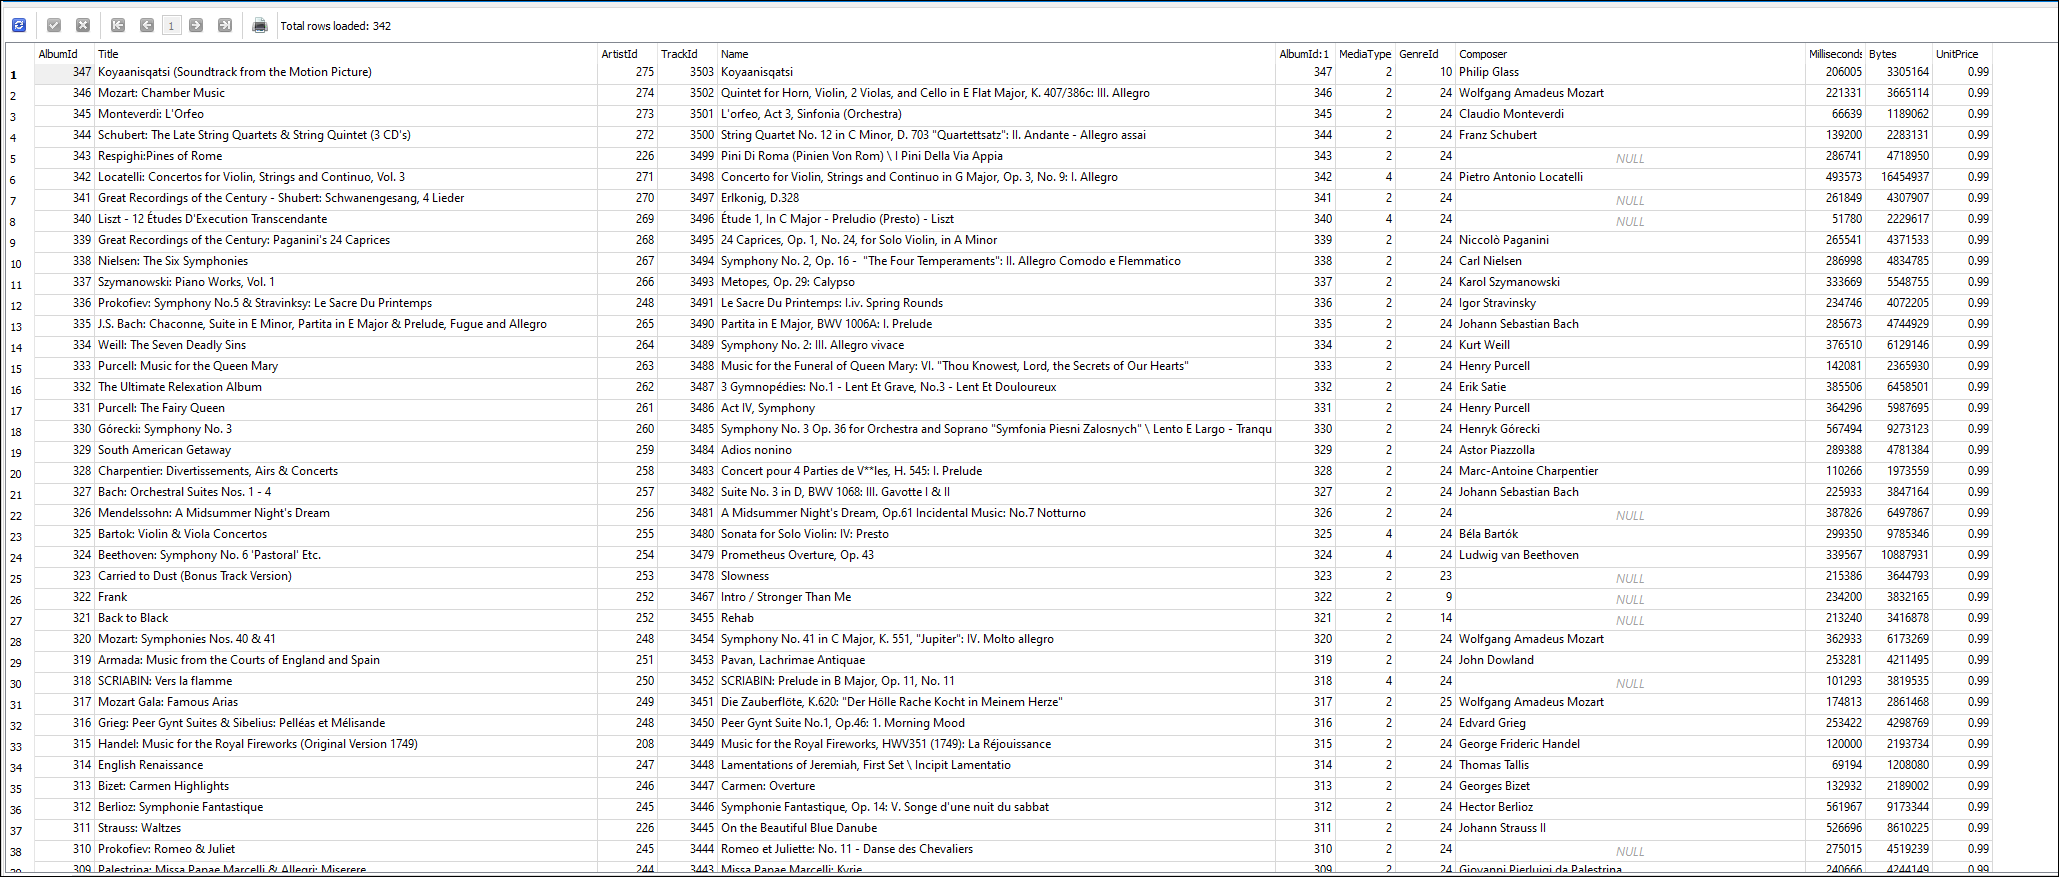 1 Total rows loaded: 342
AlbumId Title ArtistId TrackId Name AlbumId:1 MediaType GenreId Composer Milliseconds Bytes UnitPrice
1 347 Koyaanisqatsi (Soundtrack from the Motion Picture) 275 3503 Koyaanisqatsi 347 2 10 Philip Glass 206005 3305164 0.99
2 346 Mozart: Chamber Music 274 3502 Quintet for Horn, Violin, 2 Violas, and Cello in E Flat Major, K. 407/386c: III. Allegro 346 2 24 Wolfgang Amadeus Mozart 221331 3665114 0.99
3 345 Monteverdi: L'Orfeo 273 3501 L'orfeo, Act 3, Sinfonia (Orchestra) 345 2 24 Claudio Monteverdi 66639 1189062 0.99
4 344 Schubert: The Late String Quartets & String Quintet (3 CD's) 272 3500 String Quartet No. 12 in C Minor, D. 703 "Quartettsatz": II. Andante - Allegro assai 344 2 24 Franz Schubert 139200 2283131 0.99
5 343 Respighi:Pines of Rome 226 3499 Pini Di Roma (Pinien Von Rom) \ I Pini Della Via Appia 343 2 24 NULL 286741 4718950 0.99
6 342 Locatelli: Concertos for Violin, Strings and Continuo, Vol. 3 271 3498 Concerto for Violin, Strings and Continuo in G Major, Op. 3, No. 9: I. Allegro 342 4 24 Pietro Antonio Locatelli 493573 16454937 0.99
7 341 Great Recordings of the Century - Shubert: Schwanengesang, 4 Lieder 270 3497 Erlkonig, D.328 341 2 24 NULL 261849 4307907 0.99
8 340 Liszt - 12 Études D'Execution Transcendante 269 3496 Étude 1, In C Major - Preludio (Presto) - Liszt 340 4 24 NULL 51780 2229617 0.99
9 339 Great Recordings of the Century: Paganini's 24 Caprices 268 3495 24 Caprices, Op. 1, No. 24, for Solo Violin, in A Minor 339 2 24 Niccolò Paganini 265541 4371533 0.99
10 338 Nielsen: The Six Symphonies 267 3494 Symphony No. 2, Op. 16 -  "The Four Temperaments": II. Allegro Comodo e Flemmatico 338 2 24 Carl Nielsen 286998 4834785 0.99
11 337 Szymanowski: Piano Works, Vol. 1 266 3493 Metopes, Op. 29: Calypso 337 2 24 Karol Szymanowski 333669 5548755 0.99
12 336 Prokofiev: Symphony No.5 & Stravinksy: Le Sacre Du Printemps 248 3491 Le Sacre Du Printemps: I.iv. Spring Rounds 336 2 24 Igor Stravinsky 234746 4072205 0.99
13 335 J.S. Bach: Chaconne, Suite in E Minor, Partita in E Major & Prelude, Fugue and Allegro 265 3490 Partita in E Major, BWV 1006A: I. Prelude 335 2 24 Johann Sebastian Bach 285673 4744929 0.99
14 334 Weill: The Seven Deadly Sins 264 3489 Symphony No. 2: III. Allegro vivace 334 2 24 Kurt Weill 376510 6129146 0.99
15 333 Purcell: Music for the Queen Mary 263 3488 Music for the Funeral of Queen Mary: VI. "Thou Knowest, Lord, the Secrets of Our Hearts" 333 2 24 Henry Purcell 142081 2365930 0.99
16 332 The Ultimate Relexation Album 262 3487 3 Gymnopédies: No.1 - Lent Et Grave, No.3 - Lent Et Douloureux 332 2 24 Erik Satie 385506 6458501 0.99
17 331 Purcell: The Fairy Queen 261 3486 Act IV, Symphony 331 2 24 Henry Purcell 364296 5987695 0.99
18 330 Górecki: Symphony No. 3 260 3485 Symphony No. 3 Op. 36 for Orchestra and Soprano "Symfonia Piesni Zalosnych" \ Lento E Largo - Tranqu 330 2 24 Henryk Górecki 567494 9273123 0.99
19 329 South American Getaway 259 3484 Adios nonino 329 2 24 Astor Piazzolla 289388 4781384 0.99
20 328 Charpentier: Divertissements, Airs & Concerts 258 3483 Concert pour 4 Parties de V**les, H. 545: I. Prelude 328 2 24 Marc-Antoine Charpentier 110266 1973559 0.99
21 327 Bach: Orchestral Suites Nos. 1 - 4 257 3482 Suite No. 3 in D, BWV 1068: III. Gavotte I & II 327 2 24 Johann Sebastian Bach 225933 3847164 0.99
22 326 Mendelssohn: A Midsummer Night's Dream 256 3481 A Midsummer Night's Dream, Op.61 Incidental Music: No.7 Notturno 326 2 24 NULL 387826 6497867 0.99
23 325 Bartok: Violin & Viola Concertos 255 3480 Sonata for Solo Violin: IV: Presto 325 4 24 Béla Bartók 299350 9785346 0.99
24 324 Beethoven: Symphony No. 6 'Pastoral' Etc. 254 3479 Prometheus Overture, Op. 43 324 4 24 Ludwig van Beethoven 339567 10887931 0.99
25 323 Carried to Dust (Bonus Track Version) 253 3478 Slowness 323 2 23 NULL 215386 3644793 0.99
26 322 Frank 252 3467 Intro / Stronger Than Me 322 2 9 NULL 234200 3832165 0.99
27 321 Back to Black 252 3455 Rehab 321 2 14 NULL 213240 3416878 0.99
28 320 Mozart: Symphonies Nos. 40 & 41 248 3454 Symphony No. 41 in C Major, K. 551, "Jupiter": IV. Molto allegro 320 2 24 Wolfgang Amadeus Mozart 362933 6173269 0.99
29 319 Armada: Music from the Courts of England and Spain 251 3453 Pavan, Lachrimae Antiquae 319 2 24 John Dowland 253281 4211495 0.99
30 318 SCRIABIN: Vers la flamme 250 3452 SCRIABIN: Prelude in B Major, Op. 11, No. 11 318 4 24 NULL 101293 3819535 0.99
31 317 Mozart Gala: Famous Arias 249 3451 Die Zauberflöte, K.620: "Der Hölle Rache Kocht in Meinem Herze" 317 2 25 Wolfgang Amadeus Mozart 174813 2861468 0.99
32 316 Grieg: Peer Gynt Suites & Sibelius: Pelléas et Mélisande 248 3450 Peer Gynt Suite No.1, Op.46: 1. Morning Mood 316 2 24 Edvard Grieg 253422 4298769 0.99
33 315 Handel: Music for the Royal Fireworks (Original Version 1749) 208 3449 Music for the Royal Fireworks, HWV351 (1749): La Réjouissance 315 2 24 George Frideric Handel 120000 2193734 0.99
34 314 English Renaissance 247 3448 Lamentations of Jeremiah, First Set \ Incipit Lamentatio 314 2 24 Thomas Tallis 69194 1208080 0.99
35 313 Bizet: Carmen Highlights 246 3447 Carmen: Overture 313 2 24 Georges Bizet 132932 2189002 0.99
36 312 Berlioz: Symphonie Fantastique 245 3446 Symphonie Fantastique, Op. 14: V. Songe d'une nuit du sabbat 312 2 24 Hector Berlioz 561967 9173344 0.99
37 311 Strauss: Waltzes 226 3445 On the Beautiful Blue Danube 311 2 24 Johann Strauss II 526696 8610225 0.99
38 310 Prokofiev: Romeo & Juliet 245 3444 Romeo et Juliette: No. 11 - Danse des Chevaliers 310 2 24 NULL 275015 4519239 0.99
39 309 Palestrina: Missa Papae Marcelli & Allegri: Miserere 244 3443 Missa Papae Marcelli: Kyrie 309 2 24 Giovanni Pierluigi da Palestrina 240666 4244149 0.99